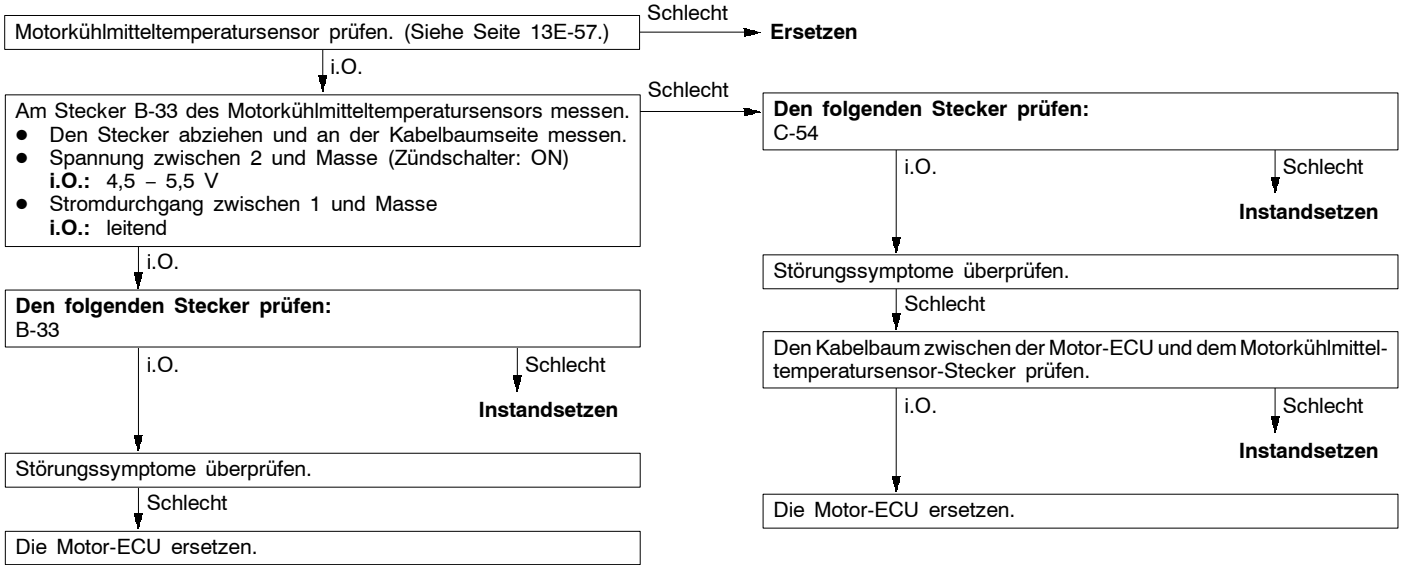 Motorkühlmitteltemperatursensor prüfen. (Siehe Seite 13E-57.)
Schlecht
Ersetzen
i.O.
Am Stecker B-33 des Motorkühlmitteltemperatursensors messen.
● Den Stecker abziehen und an der Kabelbaumseite messen.
● Spannung zwischen 2 und Masse (Zündschalter: ON)
i.O.: 4,5 – 5,5 V
● Stromdurchgang zwischen 1 und Masse
i.O.: leitend
Schlecht
i.O.
Den folgenden Stecker prüfen:
B-33
i.O.
Schlecht
Instandsetzen
Störungssymptome überprüfen.
Schlecht
Die Motor-ECU ersetzen.
Den folgenden Stecker prüfen:
C-54
i.O.
Schlecht
Instandsetzen
Störungssymptome überprüfen.
Schlecht
Den Kabelbaum zwischen der Motor-ECU und dem Motorkühlmittel-
temperatursensor-Stecker prüfen.
i.O.
Schlecht
Instandsetzen
Die Motor-ECU ersetzen.